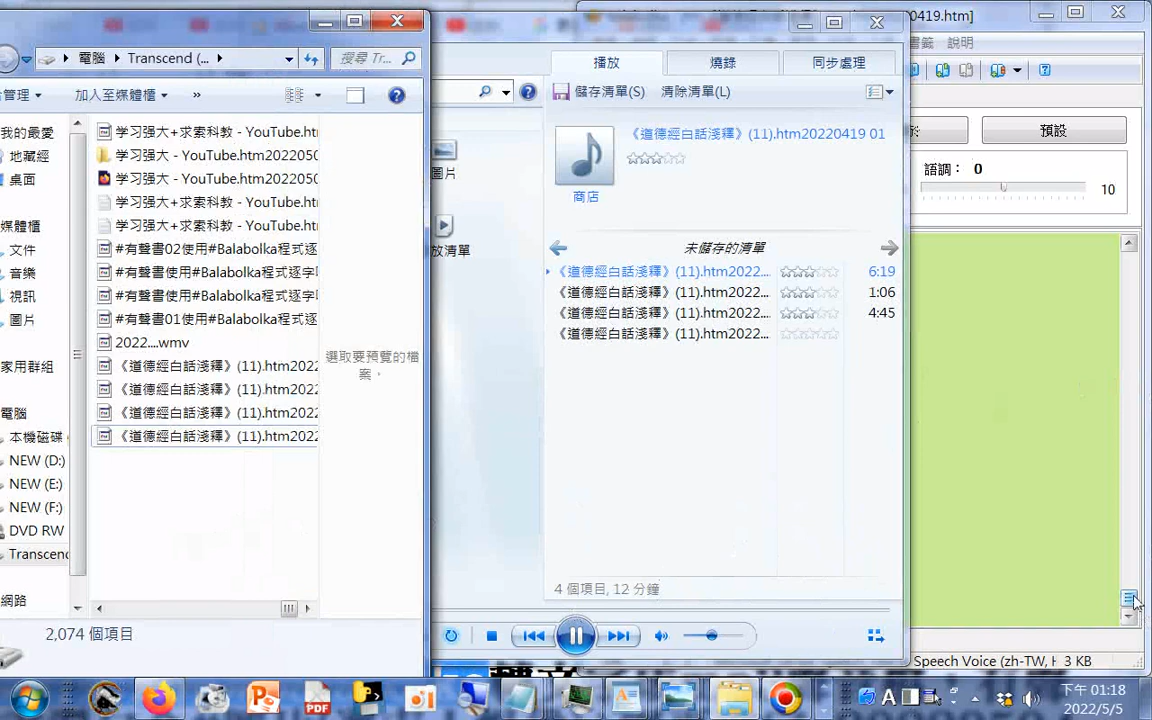 電腦 ▸ Transcend (... ▸
搜尋 Tr...
管理
加入至媒體櫃
»
我的最愛
地藏經
桌面
媒體櫃
文件
音樂
視訊
圖片
家用群組
電腦
本機磁碟
NEW (D:)
NEW (E:)
NEW (F:)
DVD RW
Transcend
網路
学习强大+求索科教 - YouTube.ht
学习强大 - YouTube.htm2022050
学习强大 - YouTube.htm2022050
学习强大+求索科教 - YouTube.ht
学习强大+求索科教 - YouTube.ht
#有聲書02使用#Balabolka程式逐
#有聲書使用#Balabolka程式逐字
#有聲書使用#Balabolka程式逐字
#有聲書01使用#Balabolka程式逐
2022....wmv
《道德經白話淺釋》(11).htm2022
《道德經白話淺釋》(11).htm2022
《道德經白話淺釋》(11).htm2022
《道德經白話淺釋》(11).htm2022
選取要預覽的檔
案。
2,074 個項目
圖片
放清單
播放
燒錄
同步處理
儲存清單(S)
清除清單(L)
《道德經白話淺釋》(11).htm20220419 01
商店
未儲存的清單
《道德經白話淺釋》(11).htm2022.... 6:19
《道德經白話淺釋》(11).htm2022.... 1:06
《道德經白話淺釋》(11).htm2022.... 4:45
《道德經白話淺釋》(11).htm2022....
4 個項目, 12 分鐘
0419.htm]
書籤 說明
預設
語調： 0
10
Speech Voice (zh-TW, H
3 KB
下午 01:18
2022/5/5